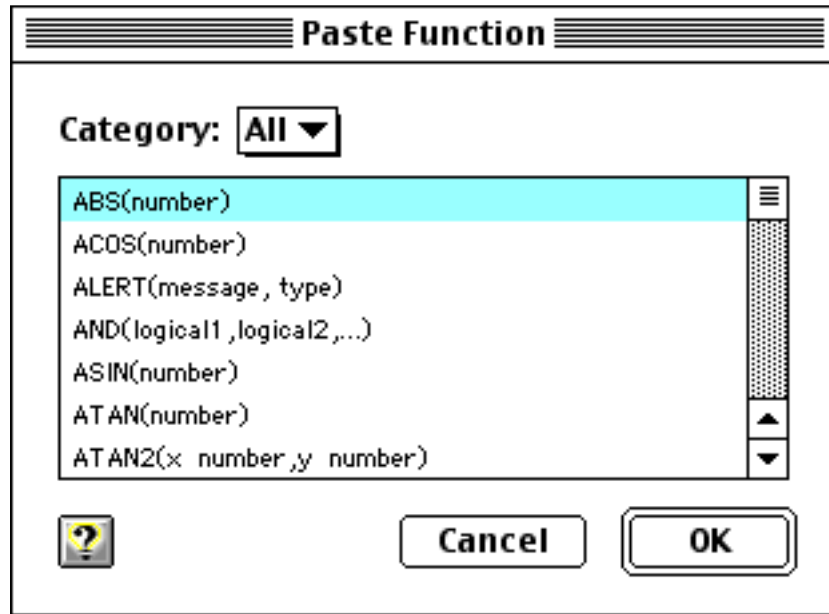 Paste Function
Category: All
ABS(number)
ACOS(number)
ALERT(message, type)
AND(logical1,logical2,...)
ASIN(number)
ATAN(number)
ATAN2(x number,y number)
?
Cancel OK